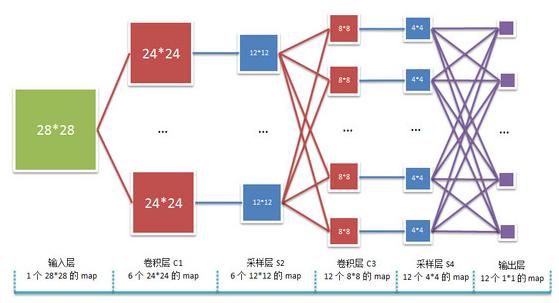 28*28
24*24
...
24*24
12*12
...
12*12
8*8
8*8
...
8*8
8*8
4*4
4*4
...
4*4
4*4
...
输入层
1 个 28*28 的 map
卷积层 C1
6 个 24*24 的 map
采样层 S2
6 个 12*12 的 map
卷积层 C3
12 个 8*8 的 map
采样层 S4
12 个 4*4 的 map
输出层
12 个 1*1 的 map